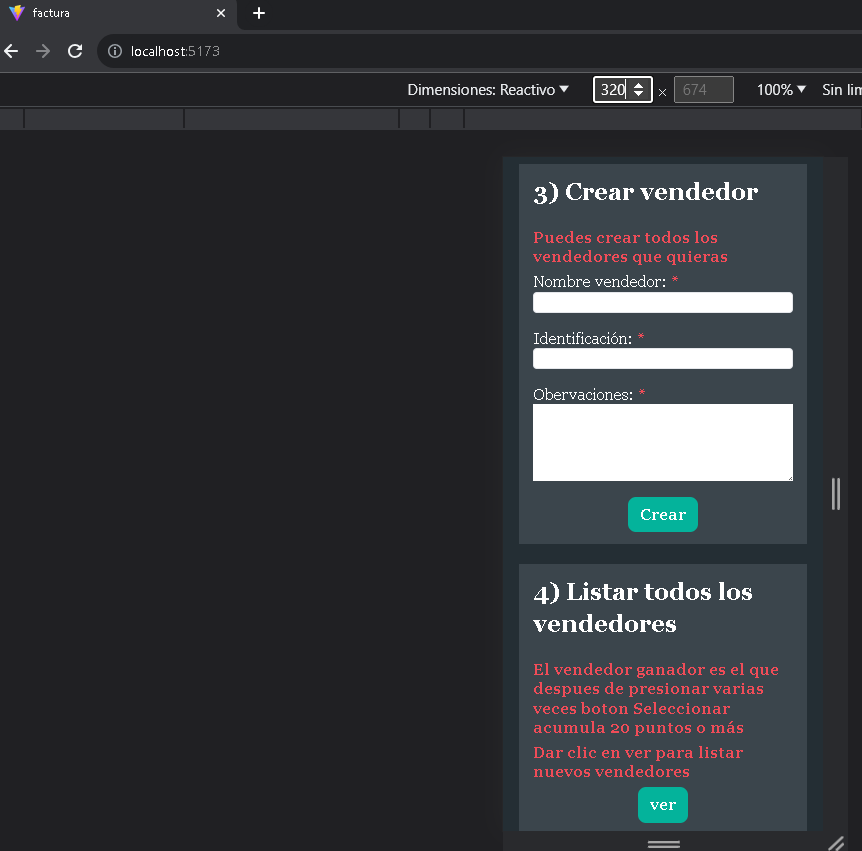 factura
localhost:5173
Dimensiones: Reactivo 320 × 674 100% Sin lim
3) Crear vendedor
Puedes crear todos los
vendedores que quieras
Nombre vendedor: *
Identificación: *
Obervaciones: *
Crear
4) Listar todos los
vendedores
El vendedor ganador es el que
despues de presionar varias
veces boton Seleccionar
acumula 20 puntos o más
Dar clic en ver para listar
nuevos vendedores
ver